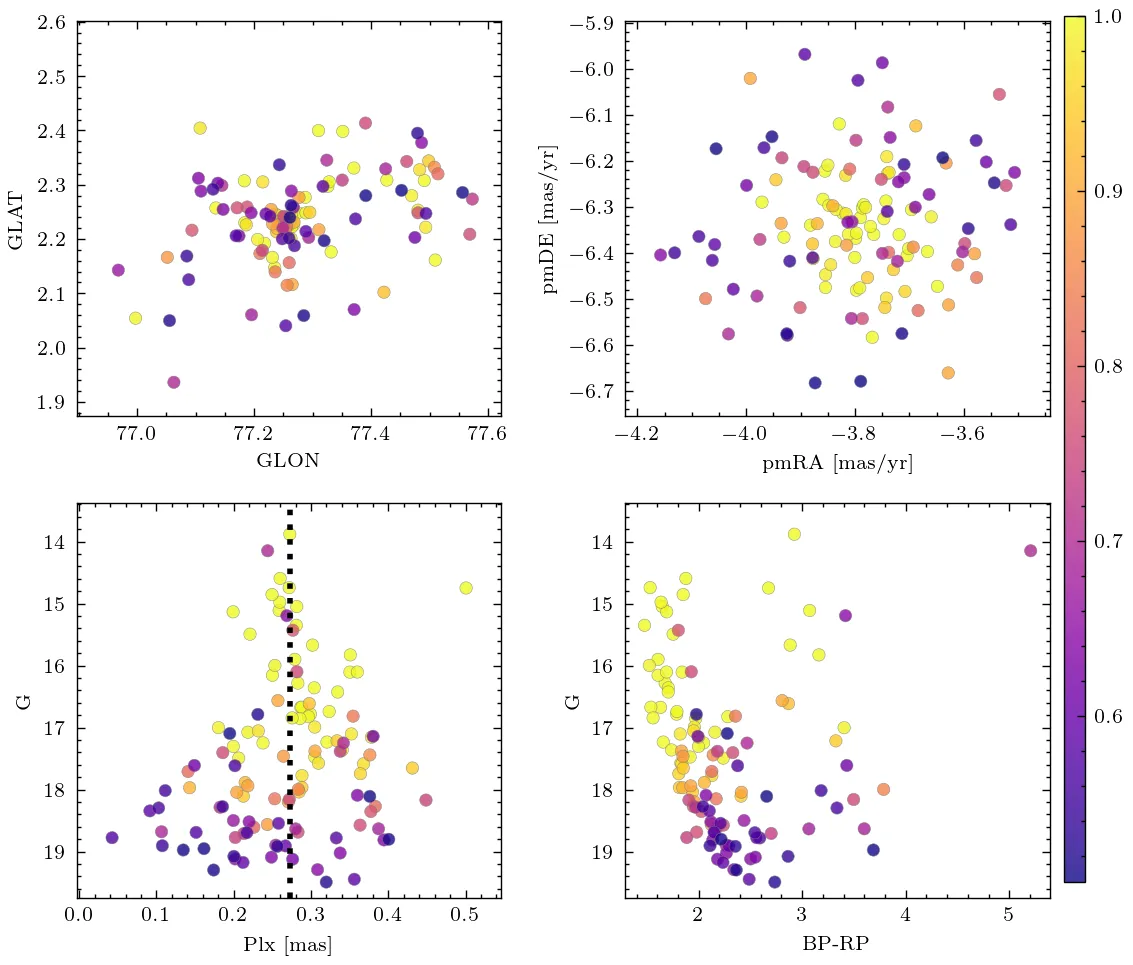 2.6
2.5
2.4
2.3
2.2
2.1
2.0
1.9
GLAT
77.0 77.2 77.4 77.6
GLON
−5.9
−6.0
−6.1
−6.2
−6.3
−6.4
−6.5
−6.6
−6.7
pmDE [mas/yr]
−4.2 −4.0 −3.8 −3.6
pmRA [mas/yr]
1.0
0.9
0.8
0.7
0.6
14
15
16
17
18
19
G
0.0 0.1 0.2 0.3 0.4 0.5
Plx [mas]
14
15
16
17
18
19
G
2 3 4 5
BP-RP